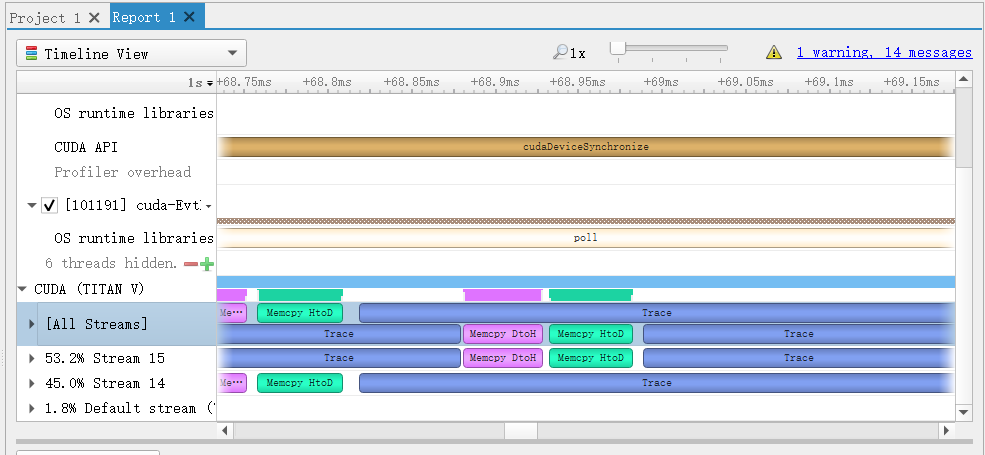 Project 1 Report 1
Timeline View 1x 1 warning, 14 messages
1s +68.75ms +68.8ms +68.85ms +68.9ms +68.95ms +69ms +69.05ms +69.1ms +69.15ms
OS runtime libraries
CUDA API cudaDeviceSynchronize
Profiler overhead
[101191] cuda-Evt
OS runtime libraries poll
6 threads hidden.
CUDA (TITAN V)
[All Streams] Me··· Memcpy HtoD Trace
Trace Memcpy DtoH Memcpy HtoD Trace
53.2% Stream 15 Trace Memcpy DtoH Memcpy HtoD Trace
45.0% Stream 14 Me··· Memcpy HtoD Trace
1.8% Default stream (